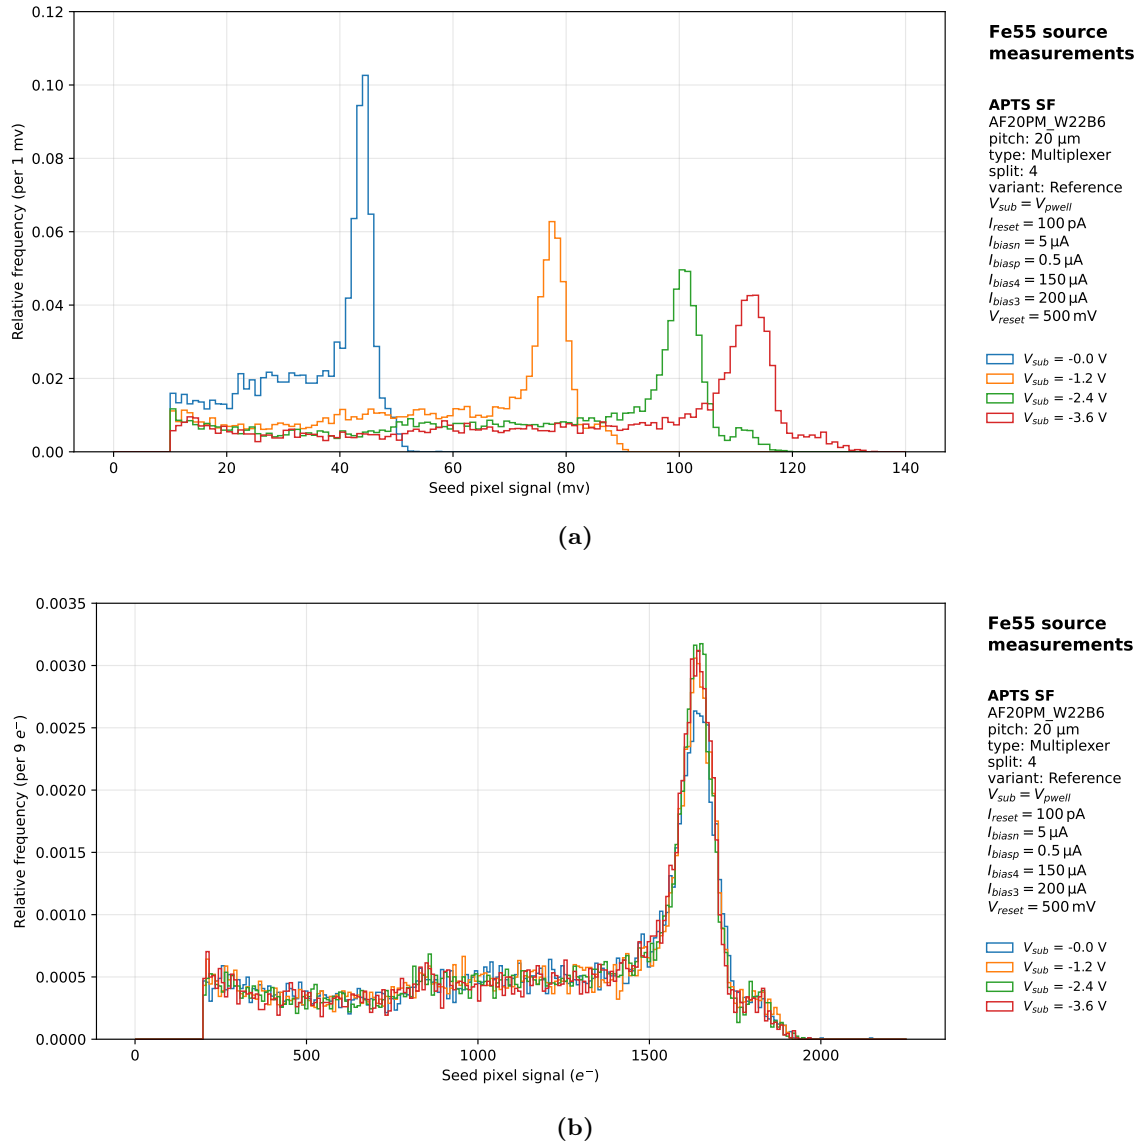 0.12
0.10
0.08
0.06
0.04
0.02
0.00
Relative frequency (per 1 mv)
0 20 40 60 80 100 120 140
Seed pixel signal (mv)
Fe55 source
measurements
APTS SF
AF20PM_W22B6
pitch: 20 μm
type: Multiplexer
split: 4
variant: Reference
V_sub = V_pwell
I_reset = 100 pA
I_biasn = 5 μA
I_biasp = 0.5 μA
I_bias4 = 150 μA
I_bias3 = 200 μA
V_reset = 500 mV
V_sub = -0.0 V
V_sub = -1.2 V
V_sub = -2.4 V
V_sub = -3.6 V
(a)
0.0035
0.0030
0.0025
0.0020
0.0015
0.0010
0.0005
0.0000
Relative frequency (per 9 e⁻)
0 500 1000 1500 2000
Seed pixel signal (e⁻)
Fe55 source
measurements
APTS SF
AF20PM_W22B6
pitch: 20 μm
type: Multiplexer
split: 4
variant: Reference
V_sub = V_pwell
I_reset = 100 pA
I_biasn = 5 μA
I_biasp = 0.5 μA
I_bias4 = 150 μA
I_bias3 = 200 μA
V_reset = 500 mV
V_sub = -0.0 V
V_sub = -1.2 V
V_sub = -2.4 V
V_sub = -3.6 V
(b)